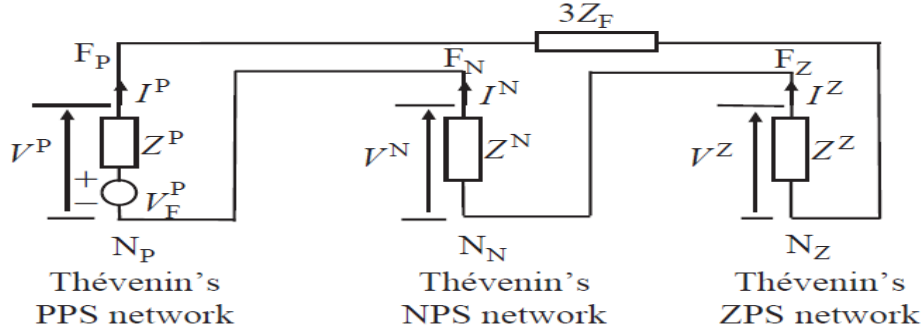 3Z_F
F_P F_N F_Z
I^P I^N I^Z
V^P Z^P V^N Z^N V^Z Z^Z
+
− V_F^P
N_P N_N N_Z
Thévenin's Thévenin's Thévenin's
PPS network NPS network ZPS network